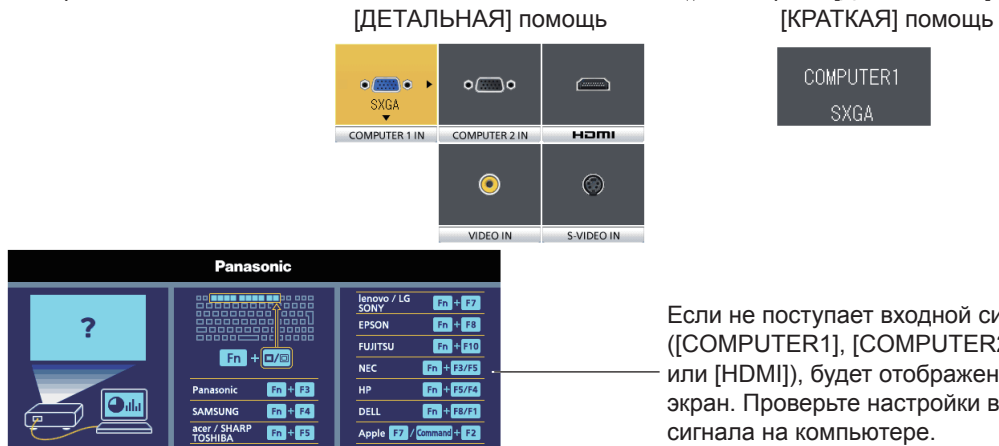 [ДЕТАЛЬНАЯ] помощь
[КРАТКАЯ] помощь
SXGA
COMPUTER 1 IN
COMPUTER 2 IN
HDMI
VIDEO IN
S-VIDEO IN
COMPUTER1
SXGA
Panasonic
?
Fn +
Panasonic Fn + F3
SAMSUNG Fn + F4
acer / SHARP
TOSHIBA Fn + F5
lenovo / LG
SONY Fn + F7
EPSON Fn + F8
FUJITSU Fn + F10
NEC Fn + F3/F5
HP Fn + F5/F4
DELL Fn + F8/F1
Apple F7 / Command + F2
Если не поступает входной си
([COMPUTER1], [COMPUTER2
или [HDMI]), будет отображен
экран. Проверьте настройки в
сигнала на компьютере.